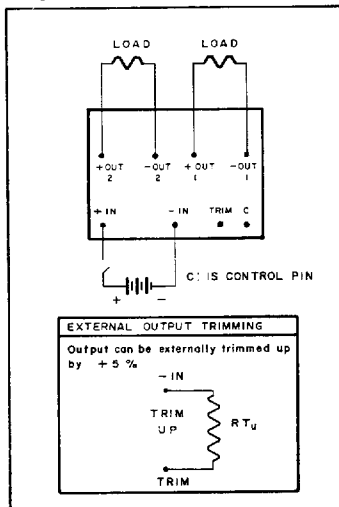 LOAD LOAD
+OUT -OUT +OUT -OUT
2 2 1 1
+IN -IN TRIM C
C: IS CONTROL PIN
+ -
EXTERNAL OUTPUT TRIMMING
Output can be externally trimmed up
by +5%
-IN
TRIM
UP
RTu
TRIM